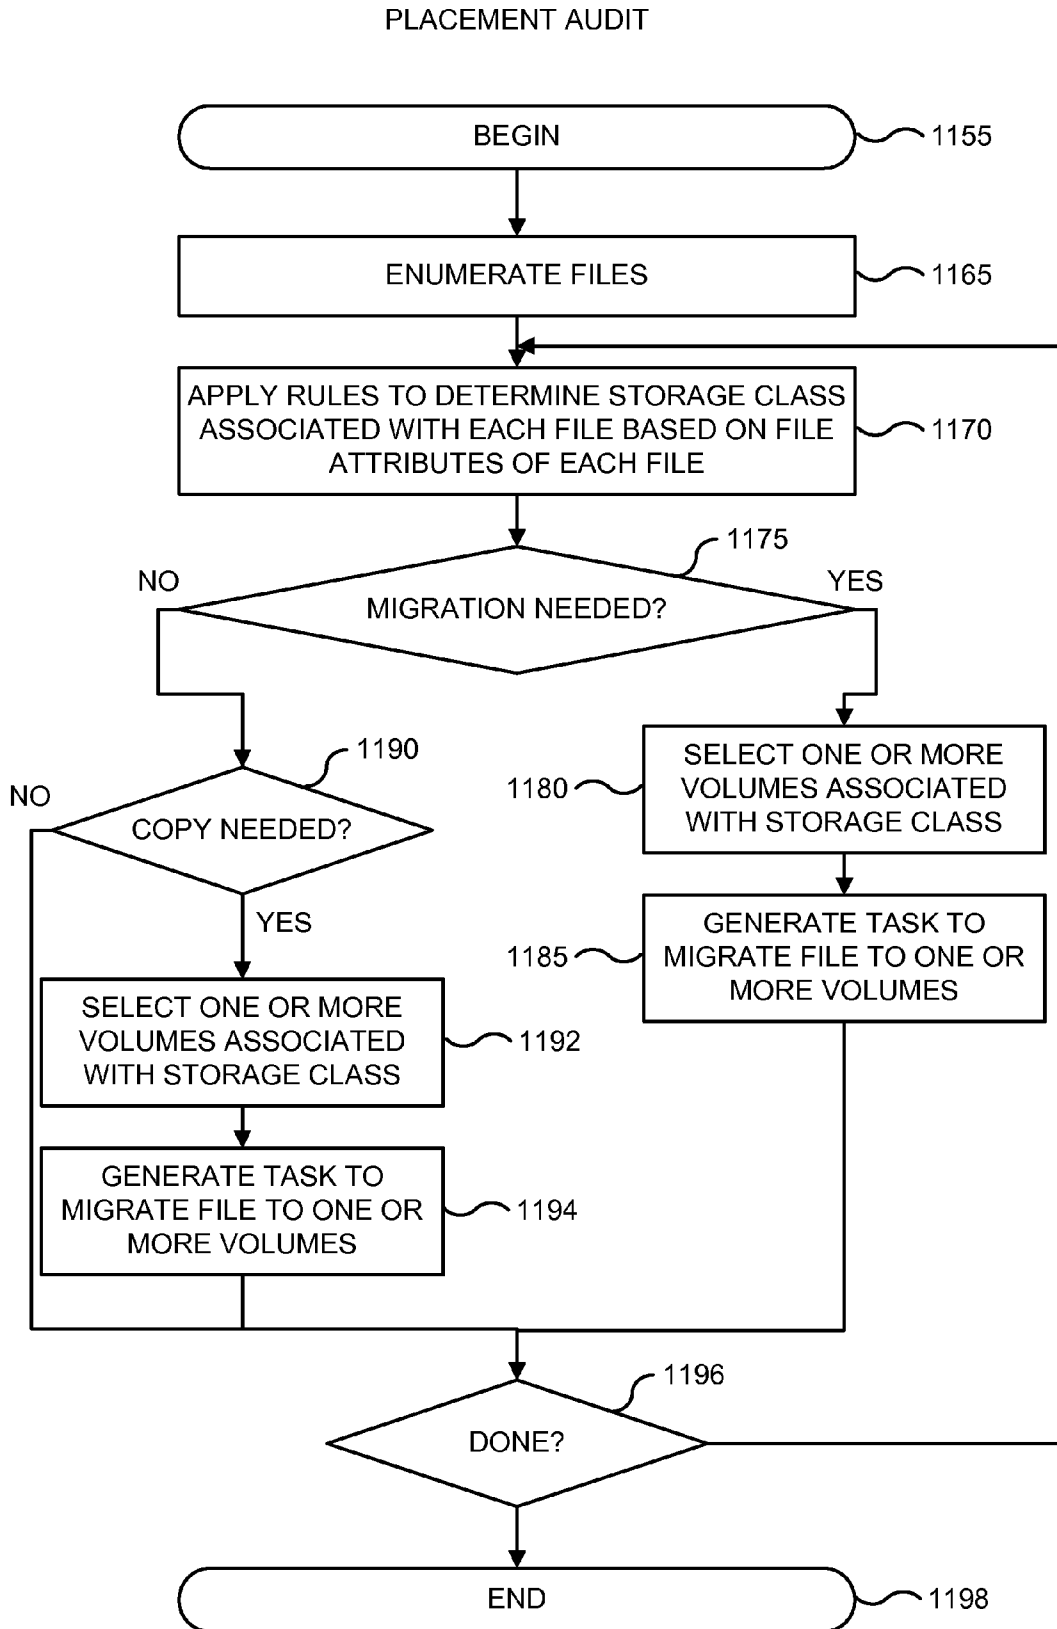 PLACEMENT AUDIT
BEGIN
1155
ENUMERATE FILES
1165
APPLY RULES TO DETERMINE STORAGE CLASS
ASSOCIATED WITH EACH FILE BASED ON FILE
ATTRIBUTES OF EACH FILE
1170
1175
NO
YES
MIGRATION NEEDED?
1190
NO
COPY NEEDED?
YES
1180
SELECT ONE OR MORE
VOLUMES ASSOCIATED
WITH STORAGE CLASS
1185
GENERATE TASK TO
MIGRATE FILE TO ONE OR
MORE VOLUMES
SELECT ONE OR MORE
VOLUMES ASSOCIATED
WITH STORAGE CLASS
1192
GENERATE TASK TO
MIGRATE FILE TO ONE OR
MORE VOLUMES
1194
1196
DONE?
END
1198